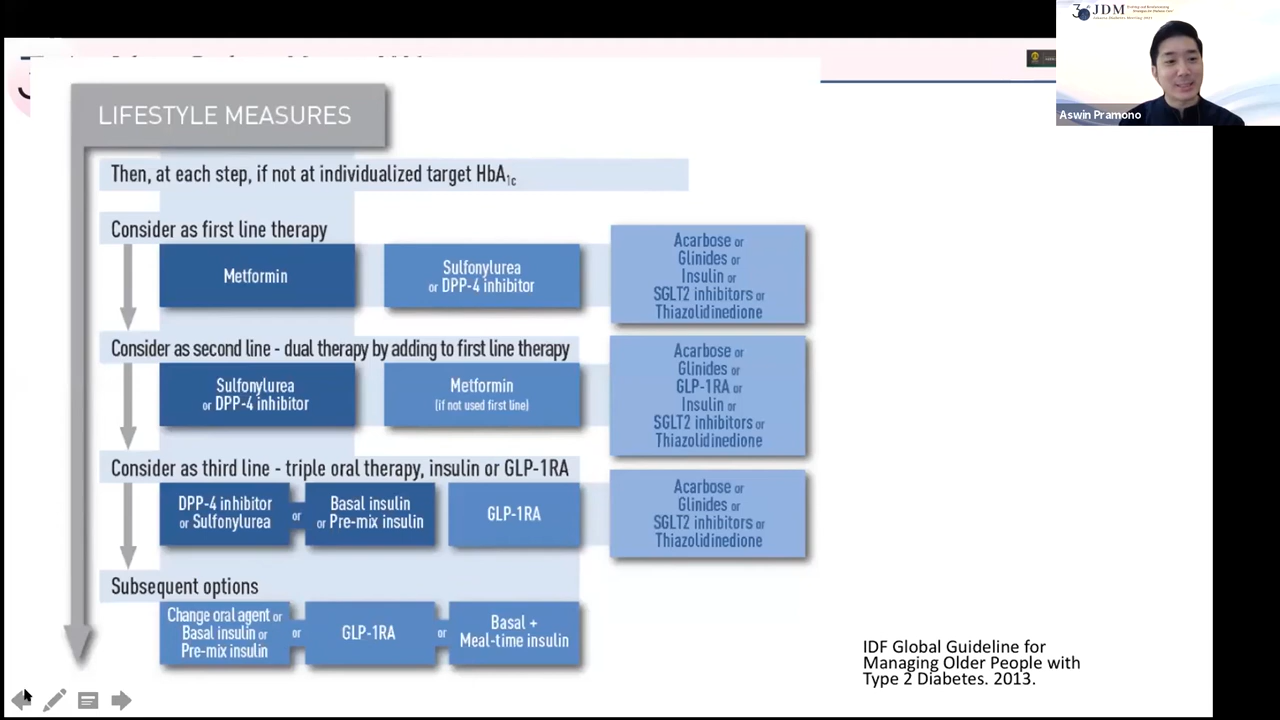 JDM
Aswin Pramono
LIFESTYLE MEASURES
Then, at each step, if not at individualized target HbA1c
Consider as first line therapy
Metformin
Sulfonylurea
or DPP-4 inhibitor
Acarbose or
Glinides or
Insulin or
SGLT2 inhibitors or
Thiazolidinedione
Consider as second line - dual therapy by adding to first line therapy
Sulfonylurea
or DPP-4 inhibitor
Metformin
(if not used first line)
Acarbose or
Glinides or
GLP-1RA or
Insulin or
SGLT2 inhibitors or
Thiazolidinedione
Consider as third line - triple oral therapy, insulin or GLP-1RA
DPP-4 inhibitor
or Sulfonylurea
or
Basal insulin
or Pre-mix insulin
GLP-1RA
Acarbose or
Glinides or
SGLT2 inhibitors or
Thiazolidinedione
Subsequent options
Change oral agent or
Basal insulin or
Pre-mix insulin
or
GLP-1RA
or
Basal +
Meal-time insulin
IDF Global Guideline for
Managing Older People with
Type 2 Diabetes. 2013.